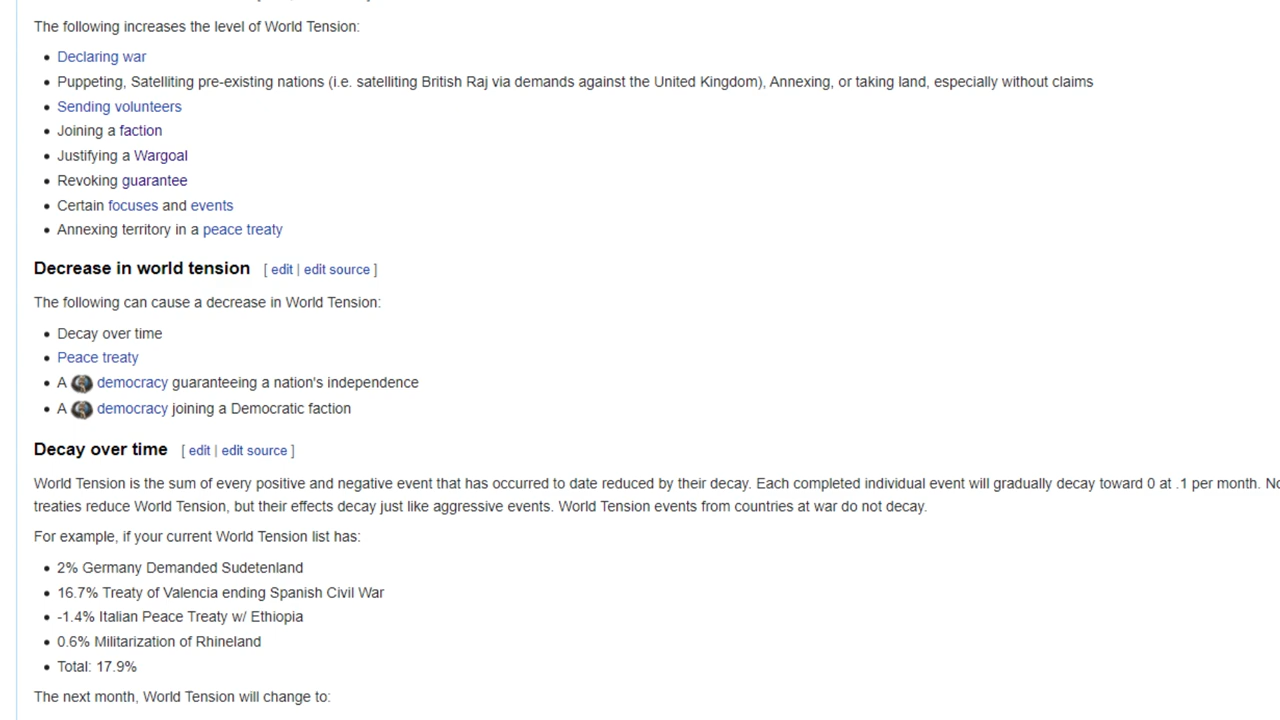 The following increases the level of World Tension:
Declaring war
Puppeting, Satelliting pre-existing nations (i.e. satelliting British Raj via demands against the United Kingdom), Annexing, or taking land, especially without claims
Sending volunteers
Joining a faction
Justifying a Wargoal
Revoking guarantee
Certain focuses and events
Annexing territory in a peace treaty
Decrease in world tension [ edit | edit source ]
The following can cause a decrease in World Tension:
Decay over time
Peace treaty
A democracy guaranteeing a nation's independence
A democracy joining a Democratic faction
Decay over time [ edit | edit source ]
World Tension is the sum of every positive and negative event that has occurred to date reduced by their decay. Each completed individual event will gradually decay toward 0 at .1 per month.
treaties reduce World Tension, but their effects decay just like aggressive events. World Tension events from countries at war do not decay.
For example, if your current World Tension list has:
2% Germany Demanded Sudetenland
16.7% Treaty of Valencia ending Spanish Civil War
-1.4% Italian Peace Treaty w/ Ethiopia
0.6% Militarization of Rhineland
Total: 17.9%
The next month, World Tension will change to: